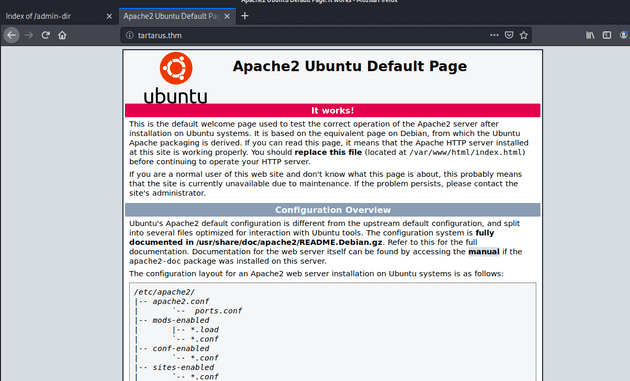 Apache2 Ubuntu Default Page: It works - Mozilla Firefox
Index of /admin-dir
Apache2 Ubuntu Default Pag
tartarus.thm
Apache2 Ubuntu Default Page
ubuntu
It works!
This is the default welcome page used to test the correct operation of the Apache2 server after
installation on Ubuntu systems. It is based on the equivalent page on Debian, from which the Ubuntu
Apache packaging is derived. If you can read this page, it means that the Apache HTTP server installed
at this site is working properly. You should replace this file (located at /var/www/html/index.html)
before continuing to operate your HTTP server.
If you are a normal user of this web site and don't know what this page is about, this probably means
that the site is currently unavailable due to maintenance. If the problem persists, please contact the
site's administrator.
Configuration Overview
Ubuntu's Apache2 default configuration is different from the upstream default configuration, and split
into several files optimized for interaction with Ubuntu tools. The configuration system is fully
documented in /usr/share/doc/apache2/README.Debian.gz. Refer to this for the full
documentation. Documentation for the web server itself can be found by accessing the manual if the
apache2-doc package was installed on this server.
The configuration layout for an Apache2 web server installation on Ubuntu systems is as follows:
/etc/apache2/
|-- apache2.conf
|       `--  ports.conf
|-- mods-enabled
|       |-- *.load
|       `-- *.conf
|-- conf-enabled
|       `-- *.conf
|-- sites-enabled
|       `-- *.conf